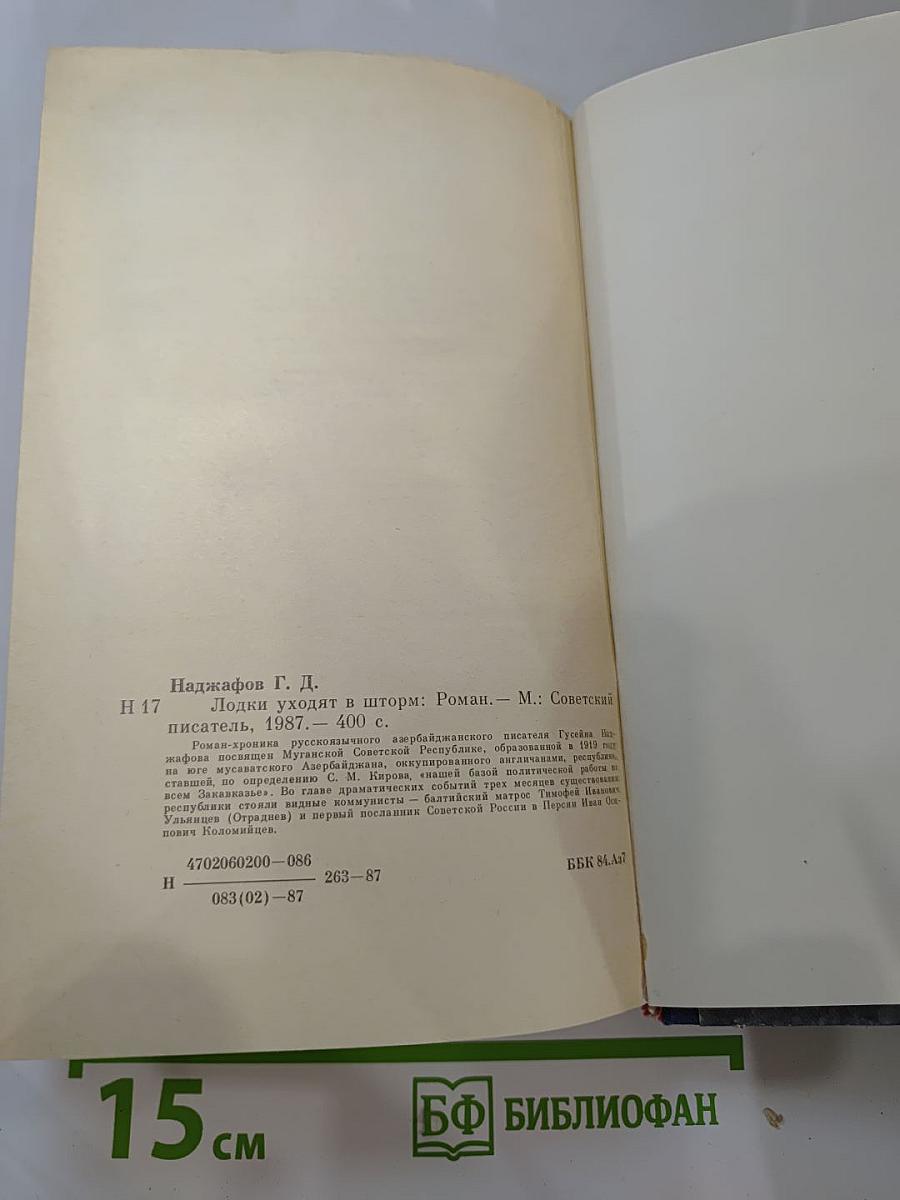 Наджафов Г. Д.
Н 17 Лодки уходят в шторм: Роман.— М.: Советский
писатель, 1987.— 400 с.
Роман-хроника русскоязычного азербайджанского писателя Гусейна Над-
жафова посвящен Муганской Советской Республике, образованной в 1919 году
на юге мусаватского Азербайджана, оккупированного англичанами, республике,
ставшей, по определению С. М. Кирова, «нашей базой политической работы во
всем Закавказье». Во главе драматических событий трех месяцев существования
республики стояли видные коммунисты — балтийский матрос Тимофей Иванович
Ульянцев (Отраднев) и первый посланник Советской России в Персии Иван Оси-
пович Коломийцев.
Н 4702060200—086
083(02)—87
263—87
ББК 84.Аз7
15 см
БФ БИБЛИОФАН